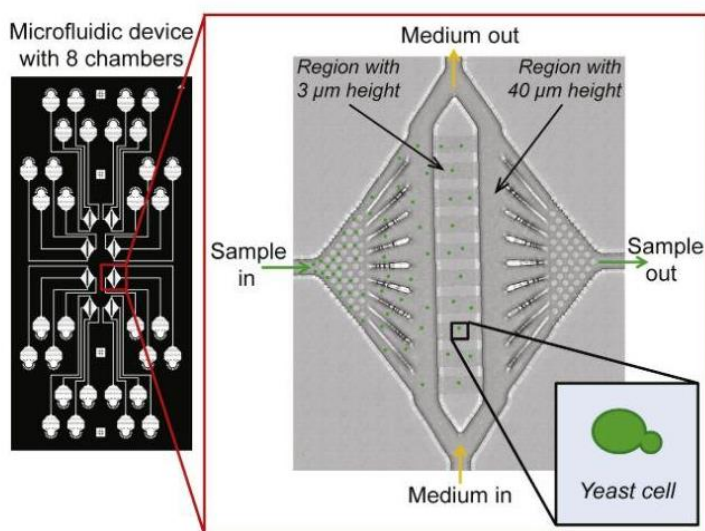 Microfluidic device
with 8 chambers
Medium out
Region with
3 µm height
Region with
40 µm height
Sample
in
Sample
out
Medium in
Yeast cell